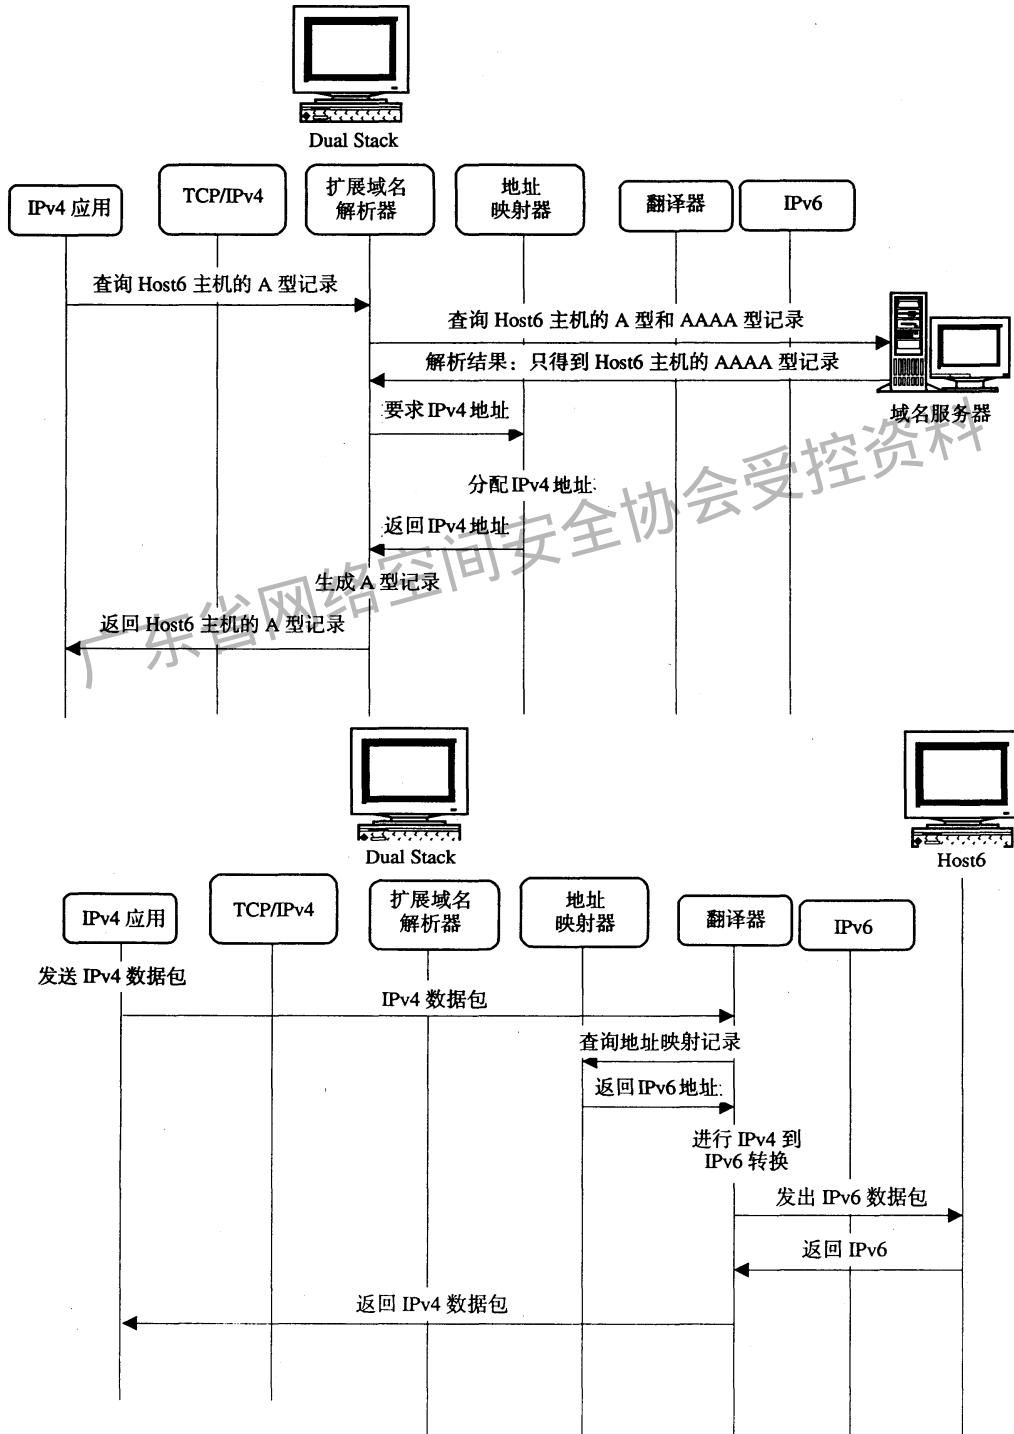 Dual Stack
IPv4 应用
TCP/IPv4
扩展域名
解析器
地址
映射器
翻译器
IPv6
查询 Host6 主机的 A 型记录
查询 Host6 主机的 A 型和 AAAA 型记录
解析结果：只得到 Host6 主机的 AAAA 型记录
域名服务器
要求 IPv4 地址
分配 IPv4 地址
返回 IPv4 地址
生成 A 型记录
返回 Host6 主机的 A 型记录
广东省网络空间安全协会受控资料
Dual Stack
Host6
IPv4 应用
TCP/IPv4
扩展域名
解析器
地址
映射器
翻译器
IPv6
发送 IPv4 数据包
IPv4 数据包
查询地址映射记录
返回 IPv6 地址
进行 IPv4 到
IPv6 转换
发出 IPv6 数据包
返回 IPv6
返回 IPv4 数据包